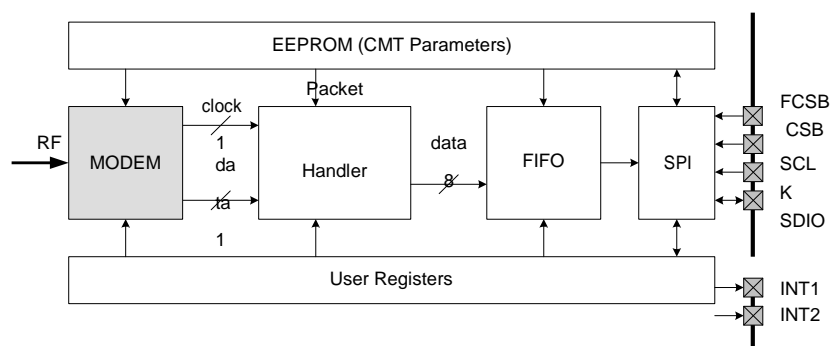 EEPROM (CMT Parameters)
Packet
clock
1
RF
MODEM
da
ta
1
Handler
data
8
FIFO
SPI
FCSB
CSB
SCL
K
SDIO
User Registers
INT1
INT2